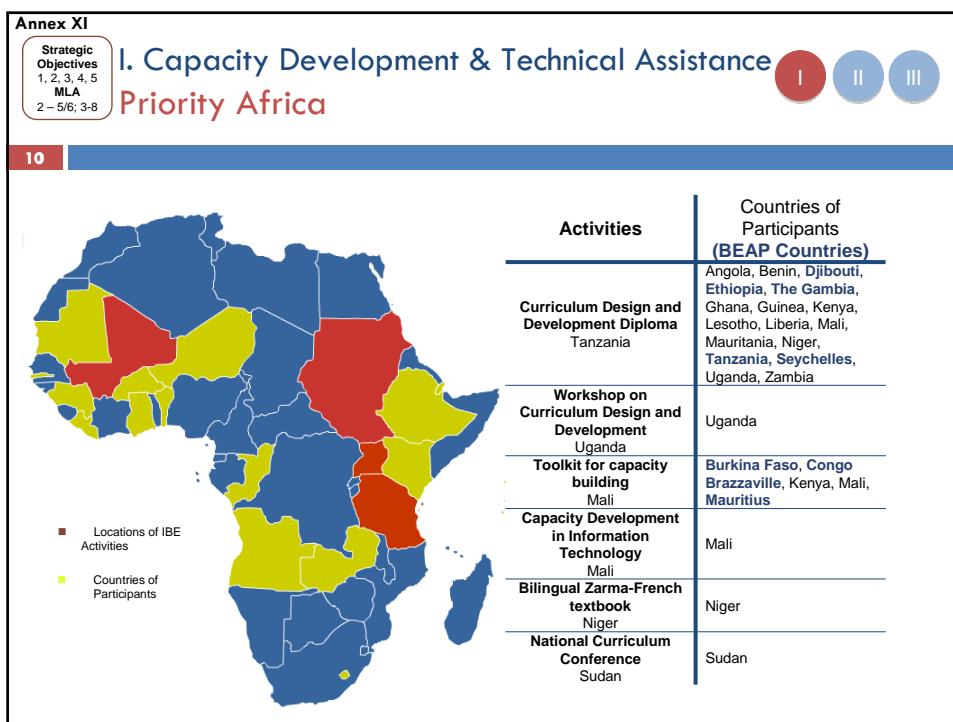 Annex XI
Strategic
Objectives
1, 2, 3, 4, 5
MLA
2 – 5/6; 3-8
I. Capacity Development & Technical Assistance
Priority Africa
I
II
III
10
Activities
Countries of
Participants
(BEAP Countries)
Curriculum Design and
Development Diploma
Tanzania
Angola, Benin, Djibouti,
Ethiopia, The Gambia,
Ghana, Guinea, Kenya,
Lesotho, Liberia, Mali,
Mauritania, Niger,
Tanzania, Seychelles,
Uganda, Zambia
Workshop on
Curriculum Design and
Development
Uganda
Uganda
Toolkit for capacity
building
Mali
Burkina Faso, Congo
Brazzaville, Kenya, Mali,
Mauritius
Capacity Development
in Information
Technology
Mali
Mali
Bilingual Zarma-French
textbook
Niger
Niger
National Curriculum
Conference
Sudan
Sudan
Locations of IBE
Activities
Countries of
Participants